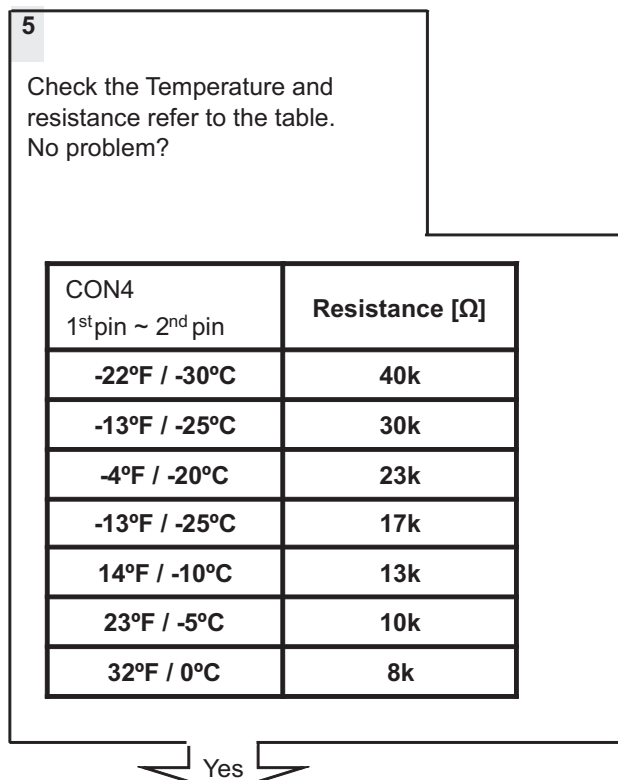 5
Check the Temperature and
resistance refer to the table.
No problem?
CON4
1st pin ~ 2nd pin
Resistance [Ω]
-22ºF / -30ºC 40k
-13ºF / -25ºC 30k
-4ºF / -20ºC 23k
-13ºF / -25ºC 17k
14ºF / -10ºC 13k
23ºF / -5ºC 10k
32ºF / 0ºC 8k
Yes